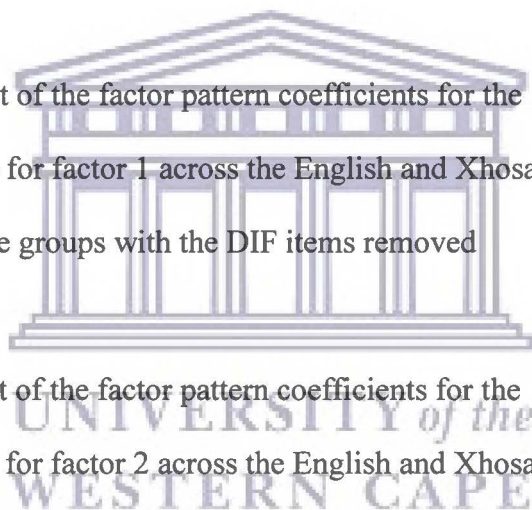 t of the factor pattern coefficients for the
for factor 1 across the English and Xhosa
e groups with the DIF items removed
t of the factor pattern coefficients for the
UNIVERSITY of the
for factor 2 across the English and Xhosa
WESTERN CAPE